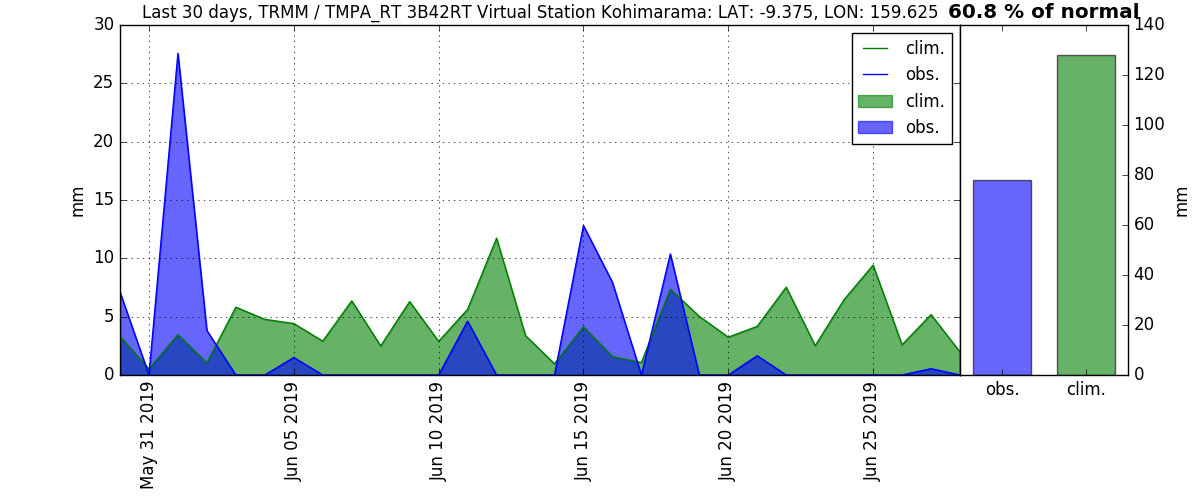 Last 30 days, TRMM / TMPA_RT 3B42RT Virtual Station Kohimarama: LAT: -9.375, LON: 159.625
60.8 % of normal
30
25
20
15
10
5
0
mm
clim.
obs.
clim.
obs.
May 31 2019
Jun 05 2019
Jun 10 2019
Jun 15 2019
Jun 20 2019
Jun 25 2019
140
120
100
80
60
40
20
0
mm
obs.
clim.